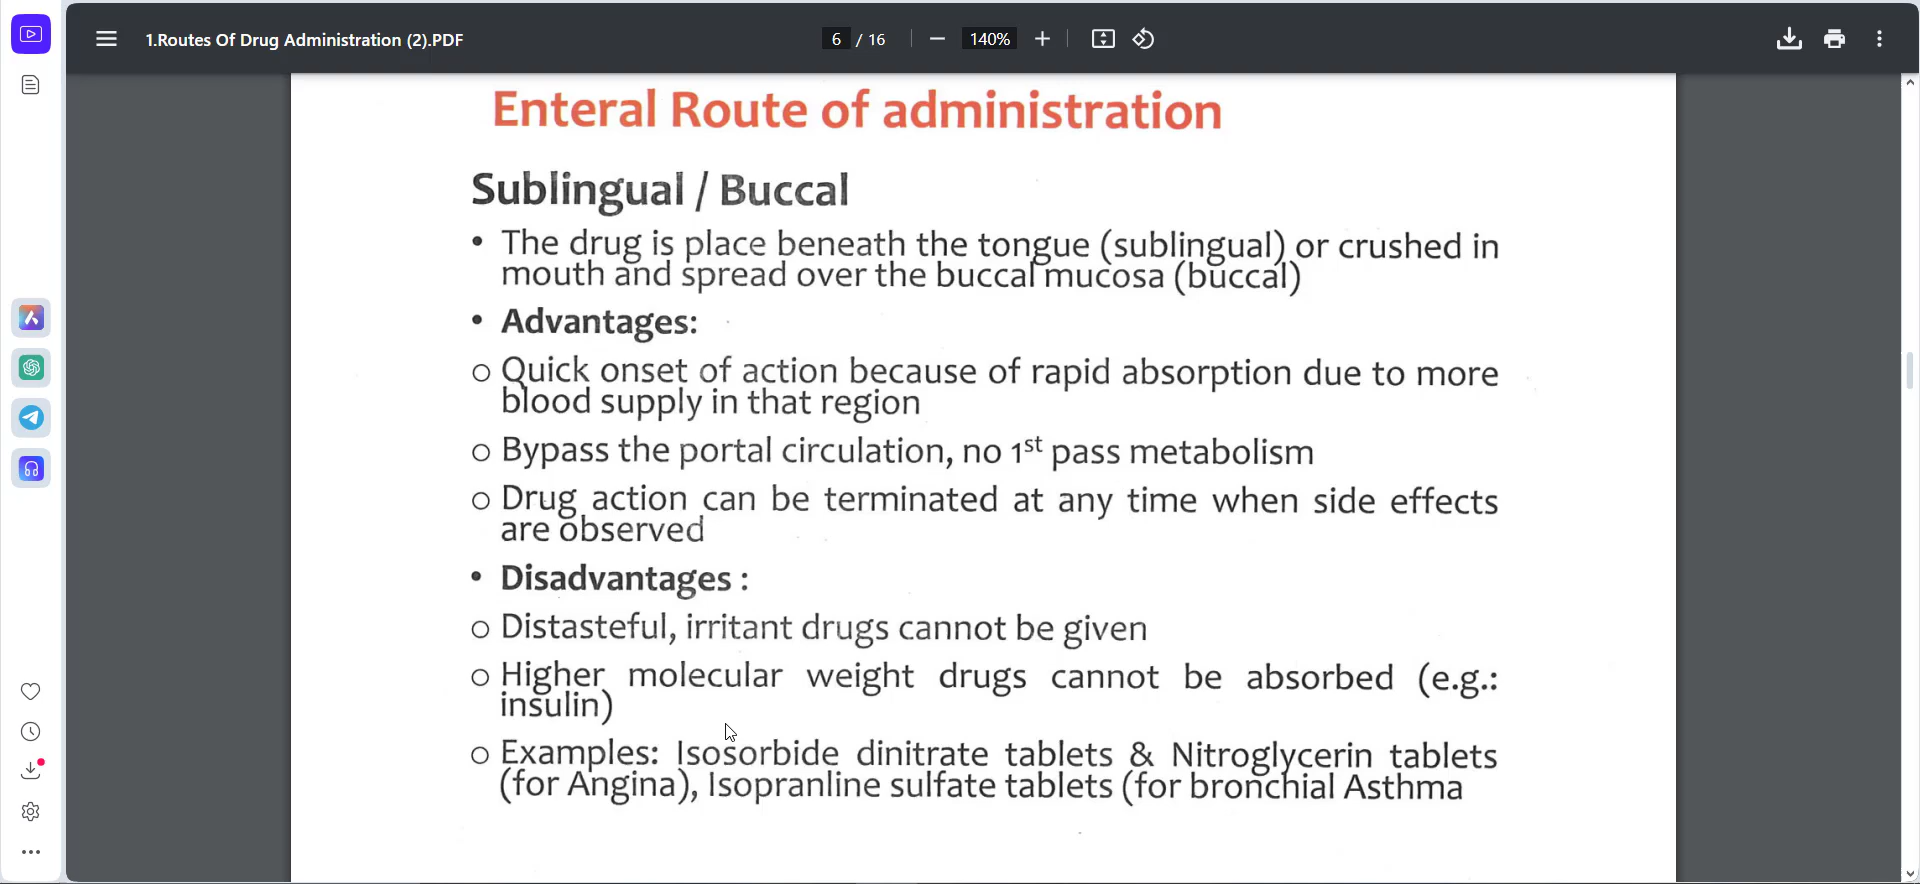 1.Routes Of Drug Administration (2).PDF
6 / 16
140%
Enteral Route of administration
Sublingual / Buccal
• The drug is place beneath the tongue (sublingual) or crushed in
mouth and spread over the buccal mucosa (buccal)
• Advantages:
o Quick onset of action because of rapid absorption due to more
blood supply in that region
o Bypass the portal circulation, no 1st pass metabolism
o Drug action can be terminated at any time when side effects
are observed
• Disadvantages :
o Distasteful, irritant drugs cannot be given
o Higher molecular weight drugs cannot be absorbed (e.g.:
insulin)
o Examples: Isosorbide dinitrate tablets & Nitroglycerin tablets
(for Angina), Isopranline sulfate tablets (for bronchial Asthma